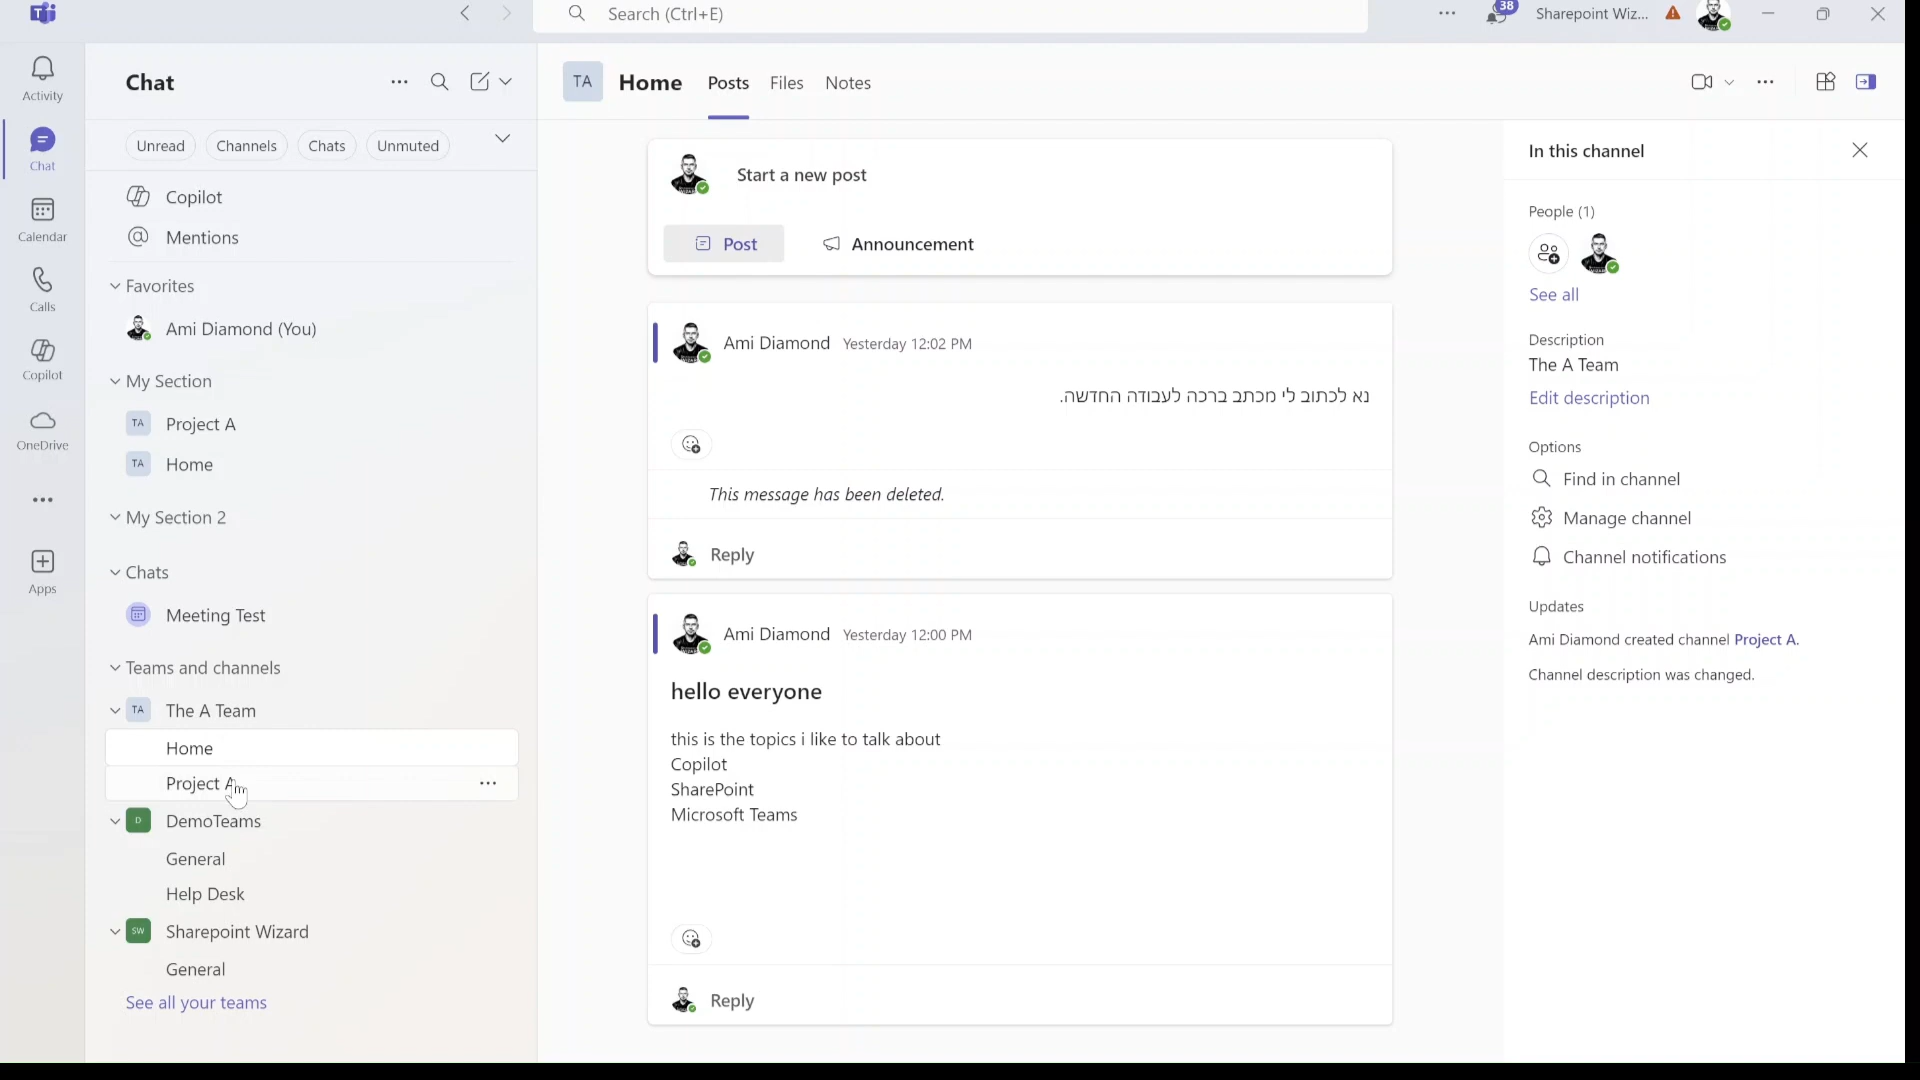 Search (Ctrl+E)
38
Sharepoint Wiz...
Activity
Chat
Calendar
Calls
Copilot
OneDrive
Apps
Chat
Unread
Channels
Chats
Unmuted
Copilot
Mentions
Favorites
Ami Diamond (You)
My Section
TA Project A
TA Home
My Section 2
Chats
Meeting Test
Teams and channels
TA The A Team
Home
Project A
D DemoTeams
General
Help Desk
SW Sharepoint Wizard
General
See all your teams
TA Home Posts Files Notes
Start a new post
Post
Announcement
Ami Diamond Yesterday 12:02 PM
נא לכתוב לי מכתב ברכה לעבודה החדשה.
This message has been deleted.
Reply
Ami Diamond Yesterday 12:00 PM
hello everyone
this is the topics i like to talk about
Copilot
SharePoint
Microsoft Teams
Reply
In this channel
People (1)
See all
Description
The A Team
Edit description
Options
Find in channel
Manage channel
Channel notifications
Updates
Ami Diamond created channel Project A.
Channel description was changed.